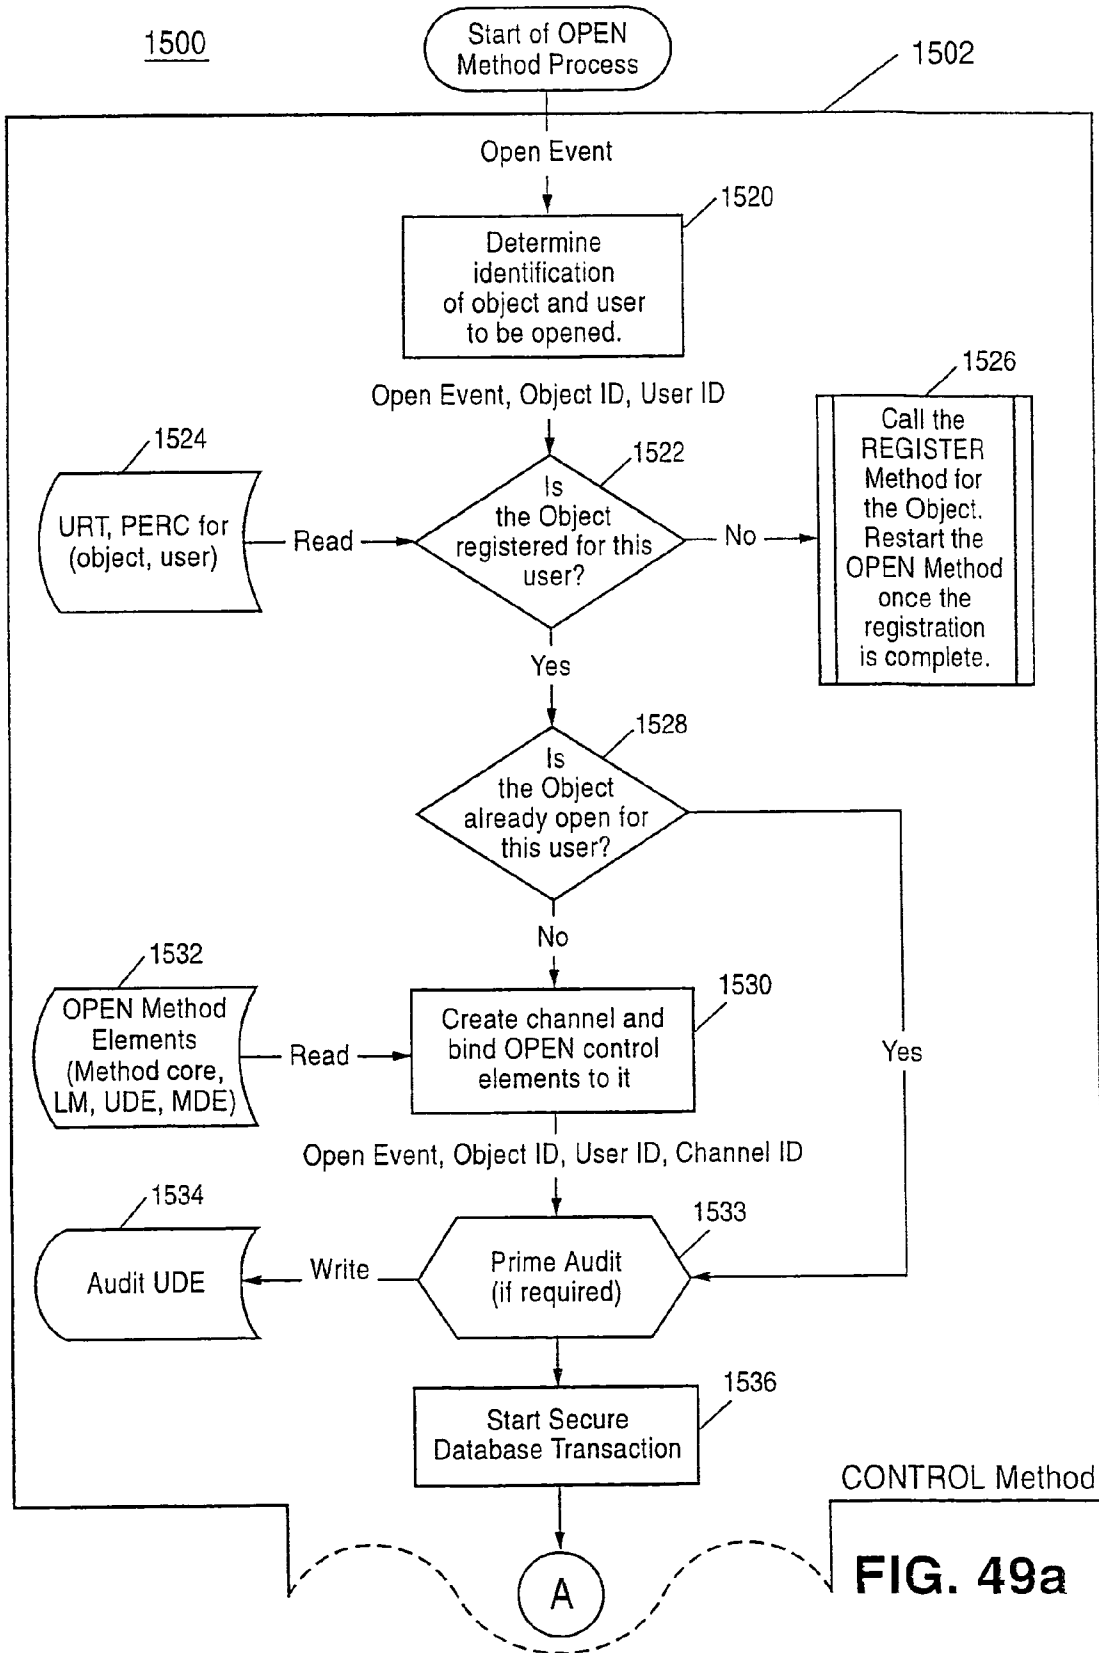 1500
Start of OPEN
Method Process
1502
Open Event
1520
Determine
identification
of object and user
to be opened.
Open Event, Object ID, User ID
1526
Call the
REGISTER
Method for
the Object.
Restart the
OPEN Method
once the
registration
is complete.
1524
URT, PERC for
(object, user)
Read
1522
Is
the Object
registered for this
user?
No
Yes
1528
Is
the Object
already open for
this user?
No
Yes
1532
OPEN Method
Elements
(Method core,
LM, UDE, MDE)
Read
1530
Create channel and
bind OPEN control
elements to it
Open Event, Object ID, User ID, Channel ID
1534
Audit UDE
Write
1533
Prime Audit
(if required)
1536
Start Secure
Database Transaction
CONTROL Method
A
FIG. 49a